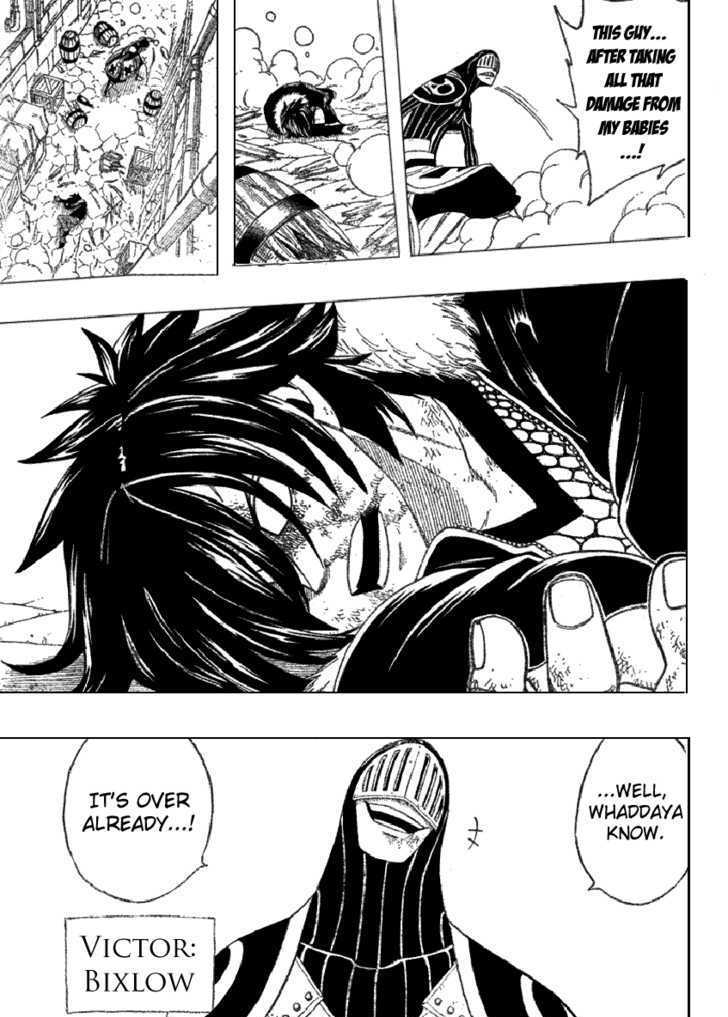 THIS GUY...
AFTER TAKING
ALL THAT
DAMAGE FROM
MY BABIES
...!
...WELL,
WHADDAYA
KNOW.
IT'S OVER
ALREADY...!
VICTOR:
BIXLOW